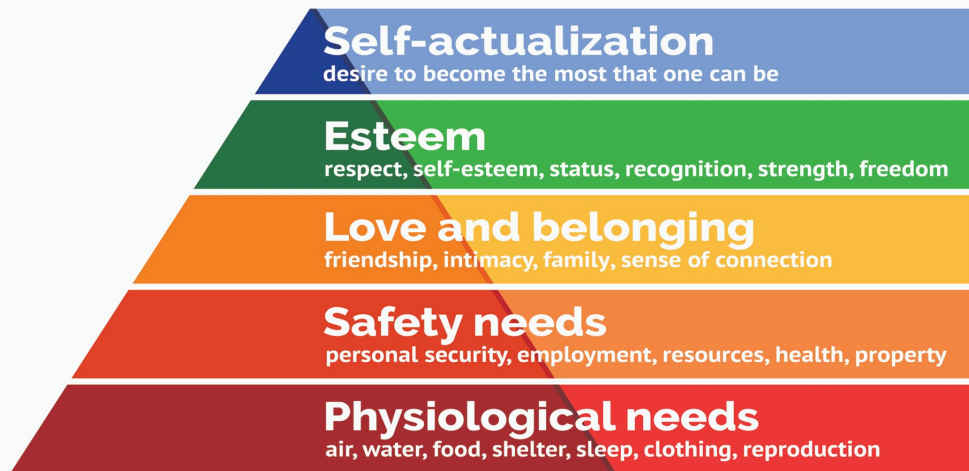 Self-actualization
desire to become the most that one can be
Esteem
respect, self-esteem, status, recognition, strength, freedom
Love and belonging
friendship, intimacy, family, sense of connection
Safety needs
personal security, employment, resources, health, property
Physiological needs
air, water, food, shelter, sleep, clothing, reproduction